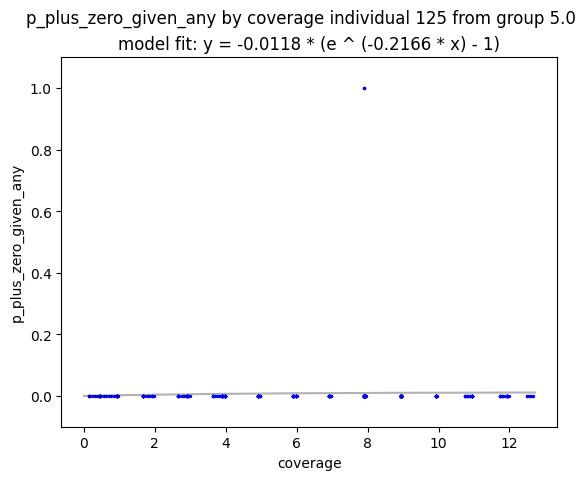 p_plus_zero_given_any by coverage individual 125 from group 5.0
model fit: y = -0.0118 * (e ^ (-0.2166 * x) - 1)
1.0
0.8
0.6
0.4
0.2
0.0
p_plus_zero_given_any
0 2 4 6 8 10 12
coverage